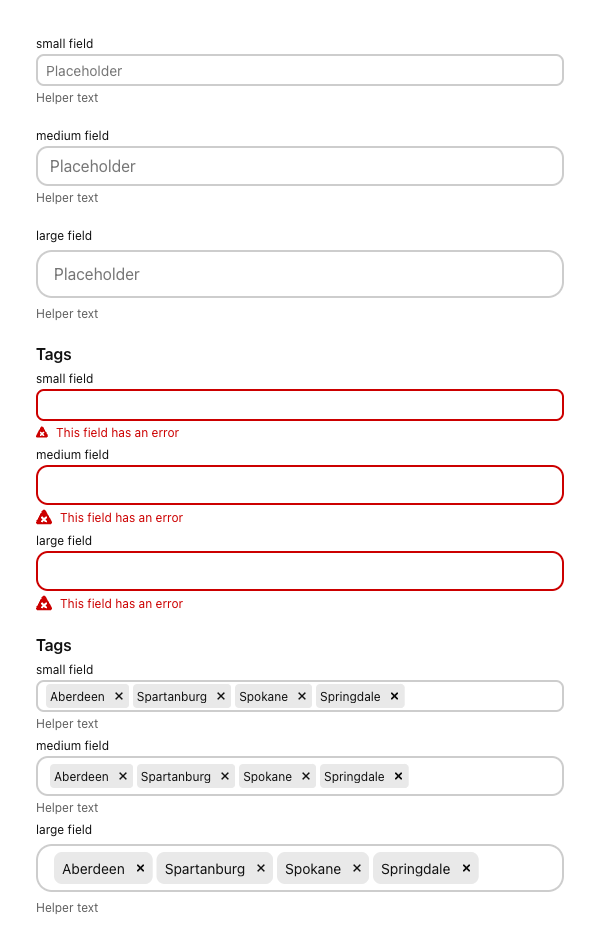 small field
Placeholder
Helper text
medium field
Placeholder
Helper text
large field
Placeholder
Helper text
Tags
small field
This field has an error
medium field
This field has an error
large field
This field has an error
Tags
small field
Aberdeen × Spartanburg × Spokane × Springdale ×
Helper text
medium field
Aberdeen × Spartanburg × Spokane × Springdale ×
Helper text
large field
Aberdeen × Spartanburg × Spokane × Springdale ×
Helper text